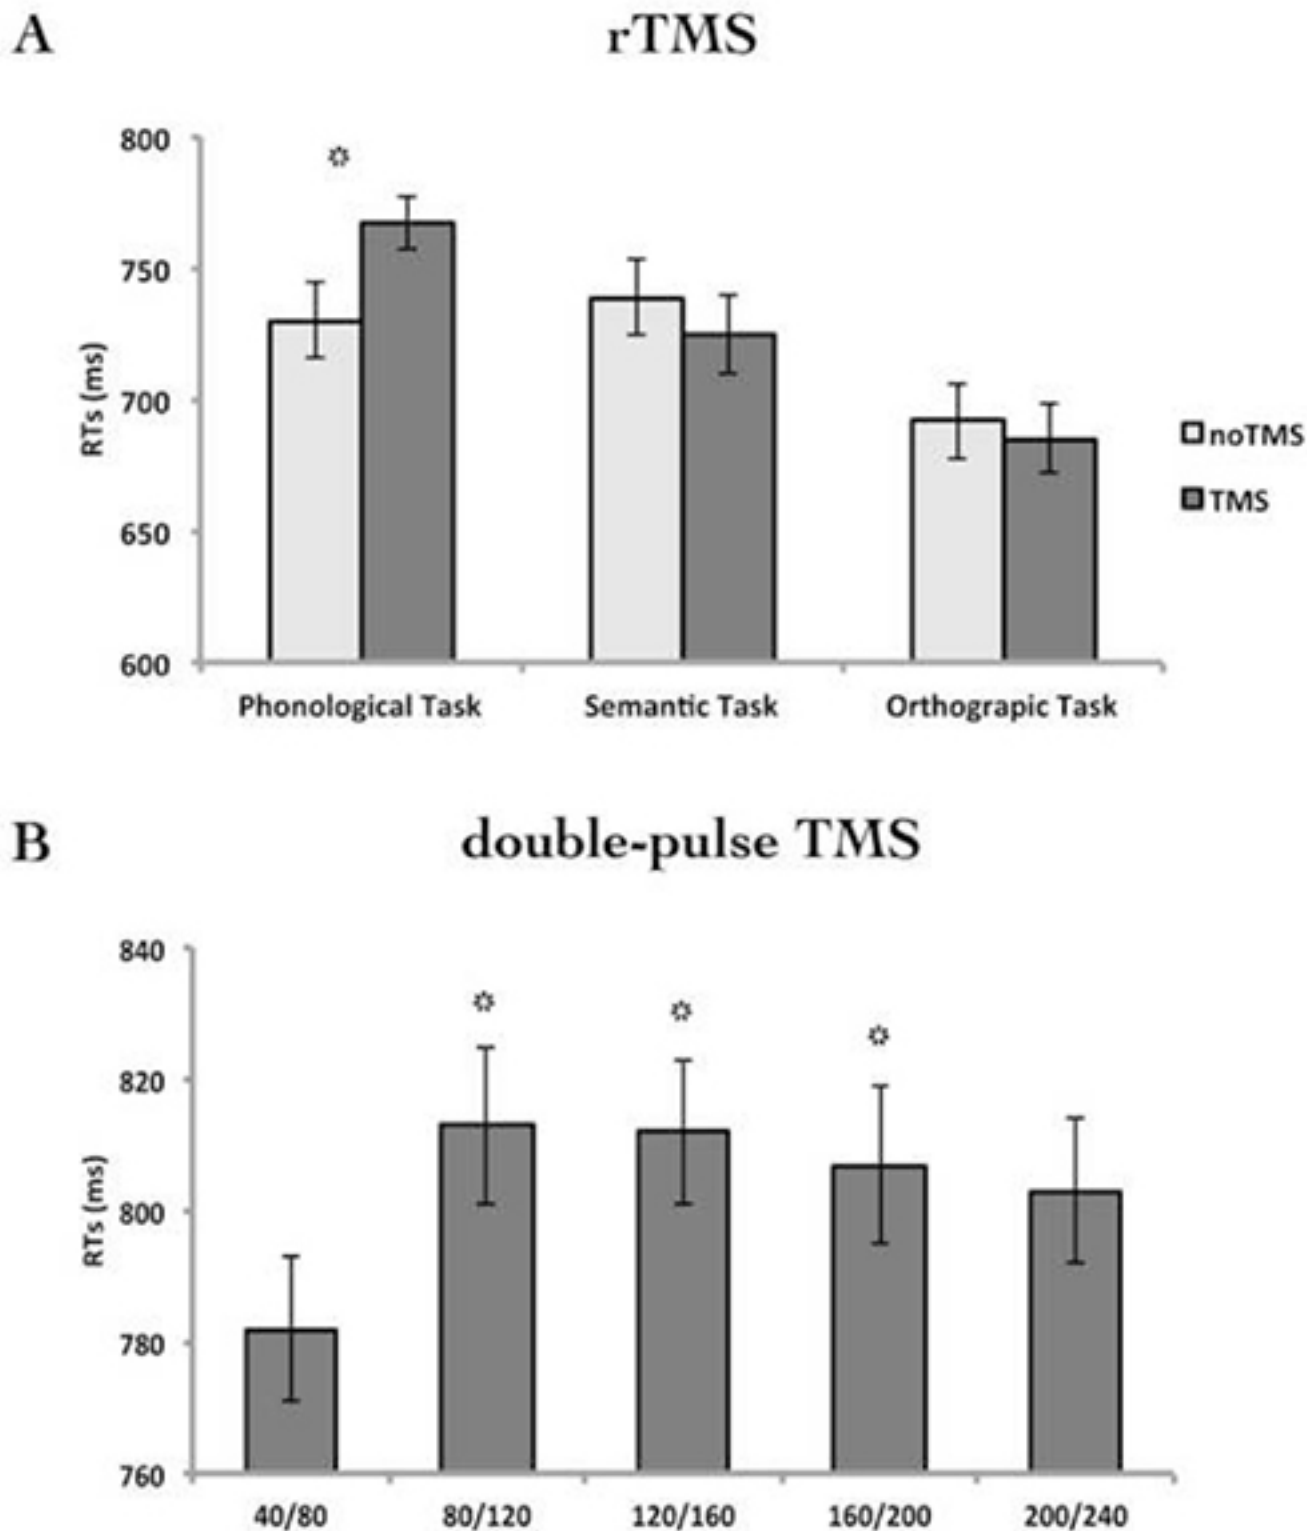 A rTMS
800
750
700
650
600
RTs (ms)
noTMS
TMS
Phonological Task Semantic Task Orthograpic Task
B double-pulse TMS
840
820
800
780
760
RTs (ms)
40/80 80/120 120/160 160/200 200/240